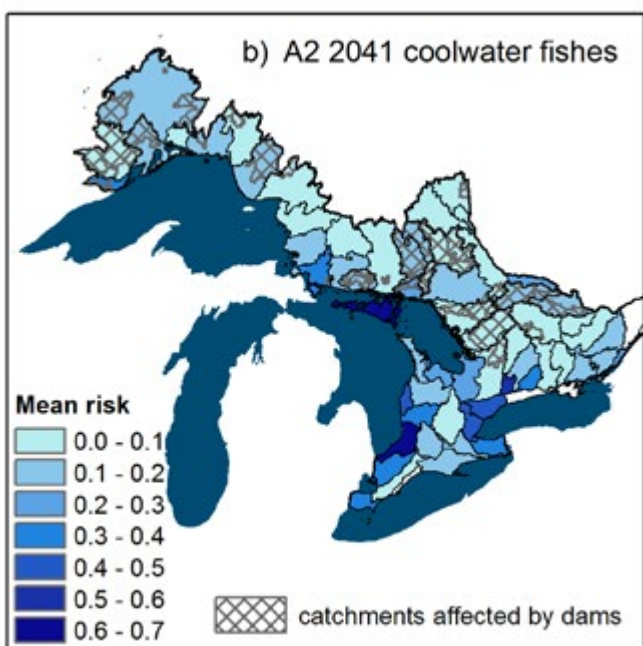 b) A2 2041 coolwater fishes
Mean risk
0.0 - 0.1
0.1 - 0.2
0.2 - 0.3
0.3 - 0.4
0.4 - 0.5
0.5 - 0.6
0.6 - 0.7
catchments affected by dams